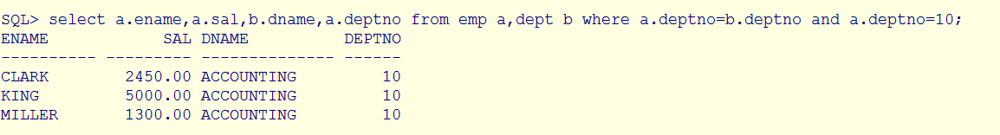 SQL> select a.ename,a.sal,b.dname,a.deptno from emp a,dept b where a.deptno=b.deptno and a.deptno=10;
ENAME            SAL DNAME          DEPTNO
---------- --------- -------------- ------
CLARK        2450.00 ACCOUNTING         10
KING         5000.00 ACCOUNTING         10
MILLER       1300.00 ACCOUNTING         10